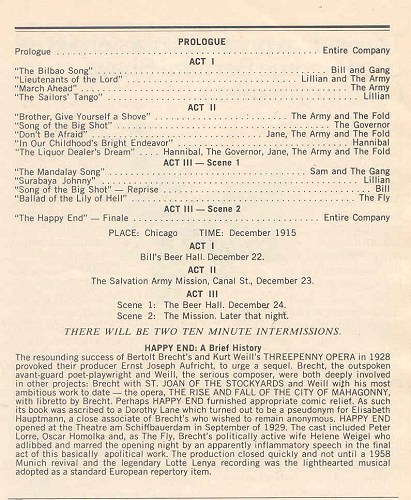 PROLOGUE
Prologue . . . . . . . . . . . . . . . . . . . . . . . . . . . . . . Entire Company
ACT I
"The Bilbao Song" . . . . . . . . . . . . . . . . . . . . . . . . Bill and Gang
"Lieutenants of the Lord" . . . . . . . . . . . . . . . . . Lillian and The Army
"March Ahead" . . . . . . . . . . . . . . . . . . . . . . . . . . . The Army
"The Sailors' Tango" . . . . . . . . . . . . . . . . . . . . . . . . Lillian
ACT II
"Brother, Give Yourself a Shove" . . . . . . . . . . . The Army and The Fold
"Song of the Big Shot" . . . . . . . . . . . . . . . . . . . . . The Governor
"Don't Be Afraid" . . . . . . . . . . . . . . . . Jane, The Army and The Fold
"In Our Childhood's Bright Endeavor" . . . . . . . . . . . . . . . Hannibal
"The Liquor Dealer's Dream" . . . . Hannibal, The Governor, Jane, The Army and The Fold
ACT III — Scene 1
"The Mandalay Song" . . . . . . . . . . . . . . . . . . . . . Sam and The Gang
"Surabaya Johnny" . . . . . . . . . . . . . . . . . . . . . . . . . Lillian
"Song of the Big Shot" — Reprise . . . . . . . . . . . . . . . . . . . Bill
"Ballad of the Lily of Hell" . . . . . . . . . . . . . . . . . . . . The Fly
ACT III — Scene 2
"The Happy End" — Finale . . . . . . . . . . . . . . . . . . . Entire Company
PLACE: Chicago TIME: December 1915
ACT I
Bill's Beer Hall. December 22.
ACT II
The Salvation Army Mission, Canal St., December 23.
ACT III
Scene 1: The Beer Hall. December 24.
Scene 2: The Mission. Later that night.
THERE WILL BE TWO TEN MINUTE INTERMISSIONS.
HAPPY END: A Brief History
The resounding success of Bertolt Brecht's and Kurt Weill's THREEPENNY OPERA in 1928
provoked their producer Ernst Joseph Aufricht, to urge a sequel. Brecht, the outspoken
avant-guard poet-playwright and Weill, the serious composer, were both deeply involved
in other projects: Brecht with ST. JOAN OF THE STOCKYARDS and Weill with his most
ambitious work to date — the opera, THE RISE AND FALL OF THE CITY OF MAHAGONNY,
with libretto by Brecht. Perhaps HAPPY END furnished appropriate comic relief. As such
its book was ascribed to a Dorothy Lane which turned out to be a pseudonym for Elisabeth
Hauptmann, a close associate of Brecht's who wished to remain anonymous. HAPPY END
opened at the Theatre am Schiffbauerdamm in September of 1929. The cast included Peter
Lorre, Oscar Homolka and, as The Fly, Brecht's politically active wife Helene Weigel who
adlibbed and marred the opening night by an apparently inflammatory speech in the final
act of this basically apolitical work. The production closed quickly and not until a 1958
Munich revival and the legendary Lotte Lenya recording was the lighthearted musical
adopted as a standard European repertory item.